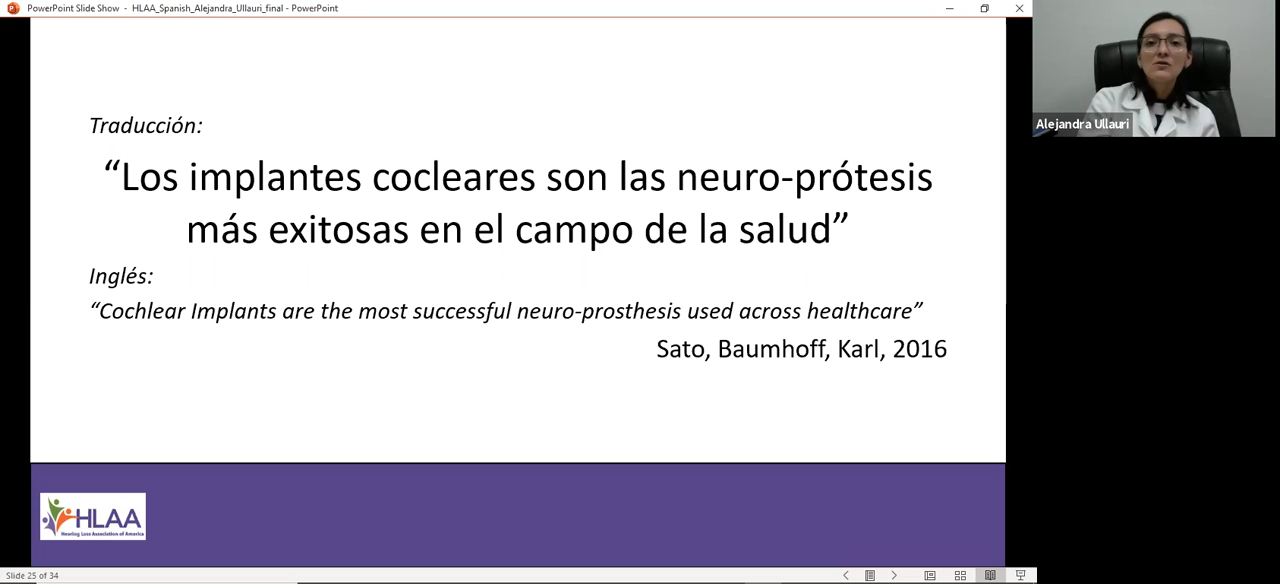 PowerPoint Slide Show - HLAA_Spanish_Alejandra_Ullauri_final - PowerPoint
Alejandra Ullauri
Traducción:
“Los implantes cocleares son las neuro-prótesis
más exitosas en el campo de la salud”
Inglés:
“Cochlear Implants are the most successful neuro-prosthesis used across healthcare”
Sato, Baumhoff, Karl, 2016
HLAA
Hearing Loss Association of America
Slide 25 of 34